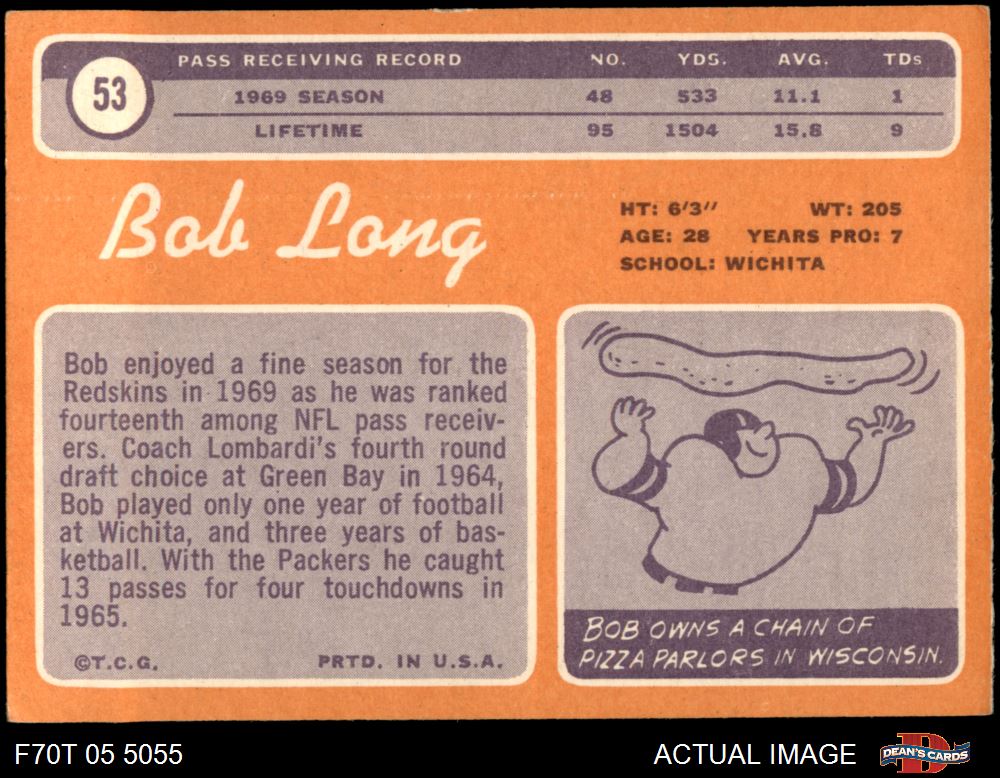 53
PASS RECEIVING RECORD NO. YDS. AVG. TDs
1969 SEASON 48 533 11.1 1
LIFETIME 95 1504 15.8 9
Bob Long
HT: 6'3" WT: 205
AGE: 28 YEARS PRO: 7
SCHOOL: WICHITA
Bob enjoyed a fine season for the
Redskins in 1969 as he was ranked
fourteenth among NFL pass receiv-
ers. Coach Lombardi's fourth round
draft choice at Green Bay in 1964,
Bob played only one year of football
at Wichita, and three years of bas-
ketball. With the Packers he caught
13 passes for four touchdowns in
1965.
©T.C.G. PRTD. IN U.S.A.
BOB OWNS A CHAIN OF
PIZZA PARLORS IN WISCONSIN.
F70T 05 5055 ACTUAL IMAGE DEAN'S CARDS